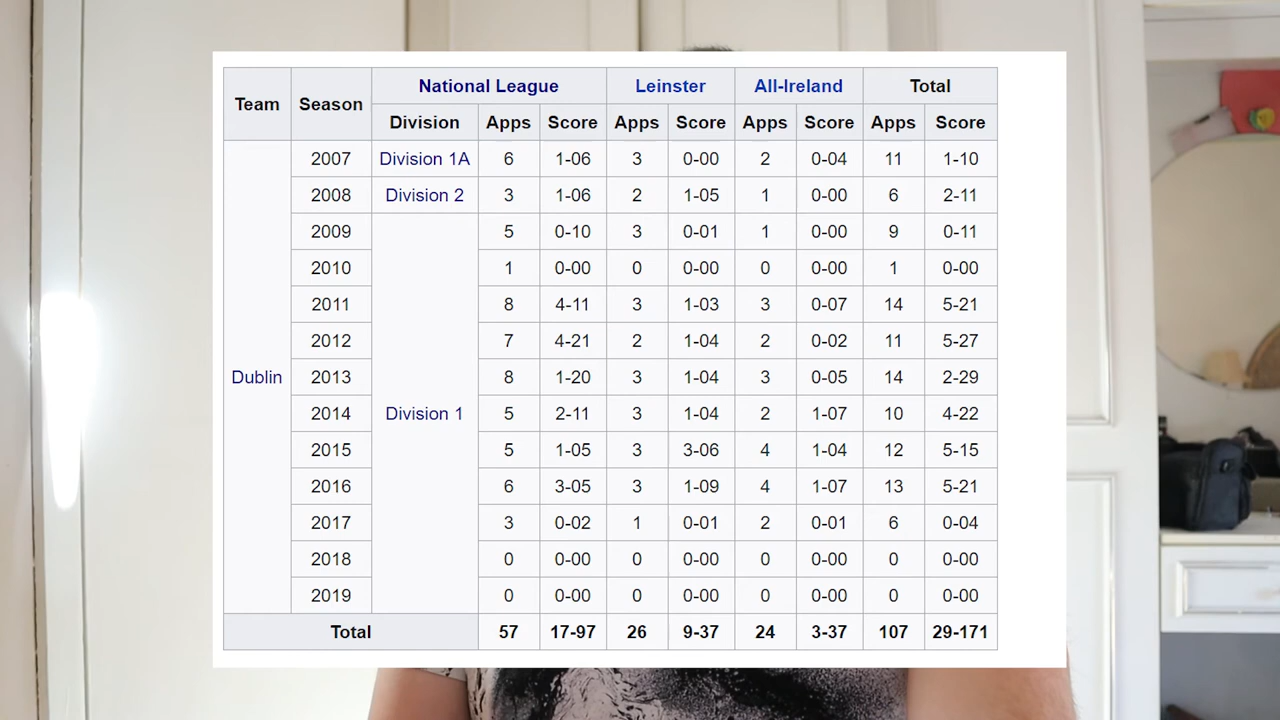 Team Season National League Leinster All-Ireland Total
Division Apps Score Apps Score Apps Score Apps Score
2007 Division 1A 6 1-06 3 0-00 2 0-04 11 1-10
2008 Division 2 3 1-06 2 1-05 1 0-00 6 2-11
2009 5 0-10 3 0-01 1 0-00 9 0-11
2010 1 0-00 0 0-00 0 0-00 1 0-00
2011 8 4-11 3 1-03 3 0-07 14 5-21
2012 7 4-21 2 1-04 2 0-02 11 5-27
Dublin 2013 8 1-20 3 1-04 3 0-05 14 2-29
2014 Division 1 5 2-11 3 1-04 2 1-07 10 4-22
2015 5 1-05 3 3-06 4 1-04 12 5-15
2016 6 3-05 3 1-09 4 1-07 13 5-21
2017 3 0-02 1 0-01 2 0-01 6 0-04
2018 0 0-00 0 0-00 0 0-00 0 0-00
2019 0 0-00 0 0-00 0 0-00 0 0-00
Total 57 17-97 26 9-37 24 3-37 107 29-171